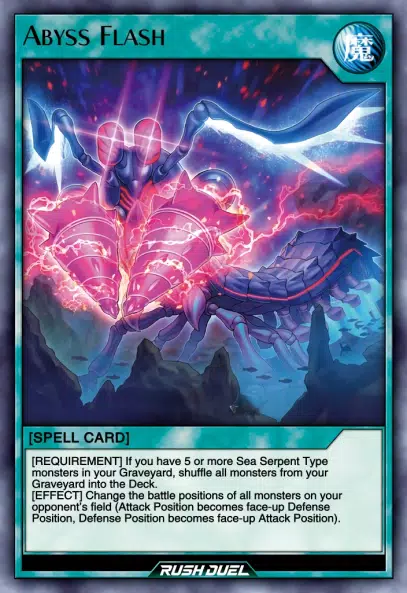 ABYSS FLASH
魔
[SPELL CARD]
[REQUIREMENT] If you have 5 or more Sea Serpent Type
monsters in your Graveyard, shuffle all monsters from your
Graveyard into the Deck.
[EFFECT] Change the battle positions of all monsters on your
opponent's field (Attack Position becomes face-up Defense
Position, Defense Position becomes face-up Attack Position).
RUSH DUEL